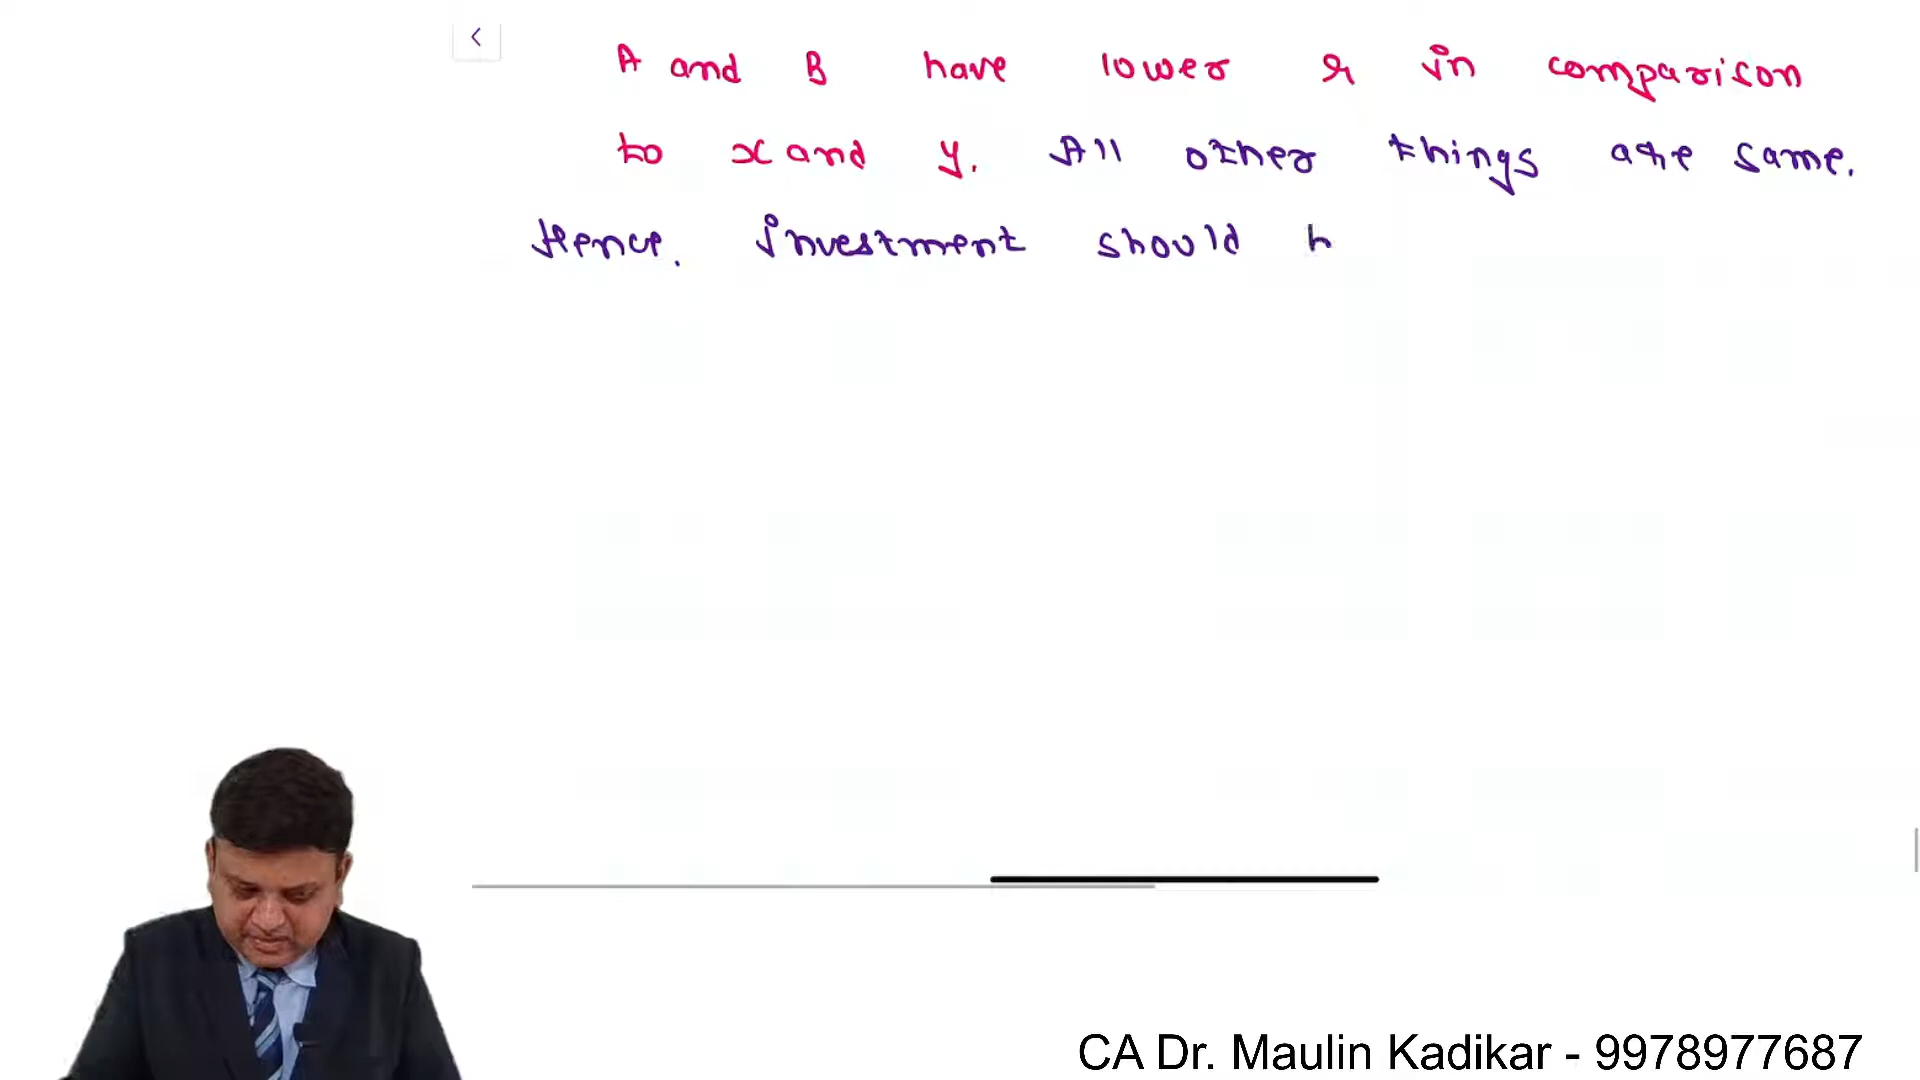 A and B have lower r in comparison
to x and y. All other things are same.
Hence. investment should h
CA Dr. Maulin Kadikar - 9978977687